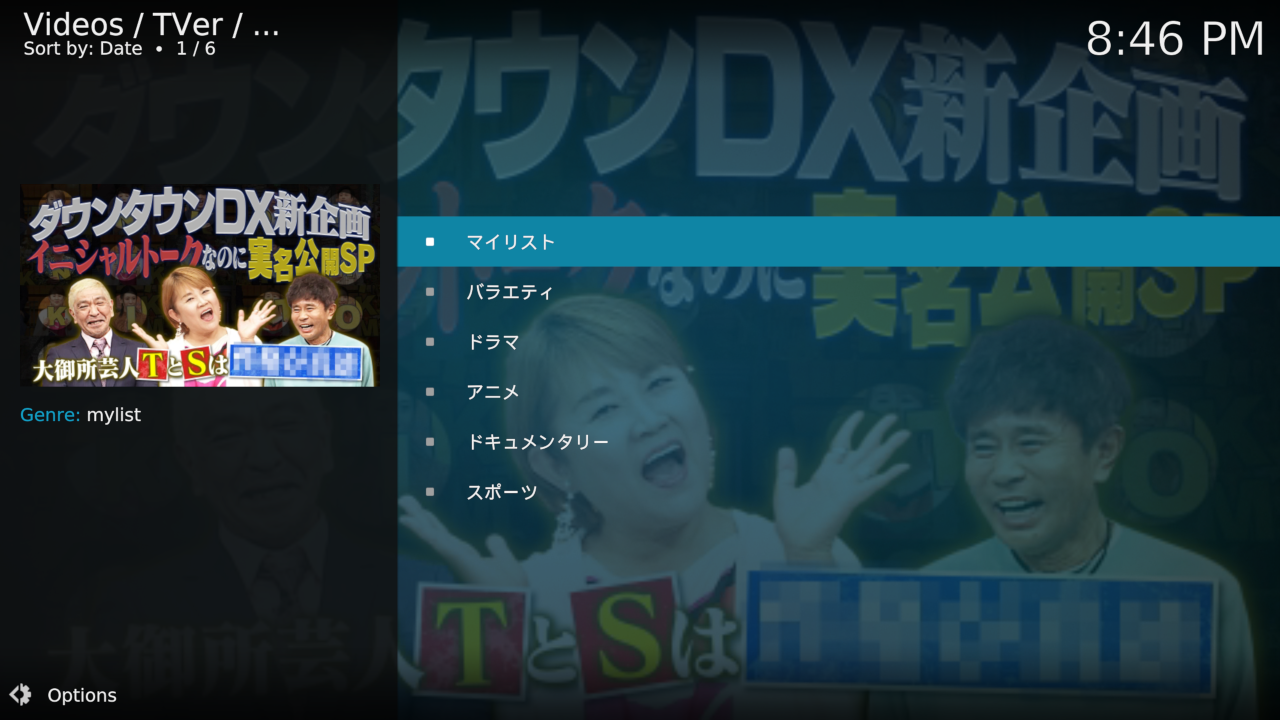 Videos / TVer / ...
Sort by: Date • 1 / 6
8:46 PM
ダウンタウンDX新企画
イニシャルトークなのに実名公開SP
大御所芸人TとSは
Genre: mylist
マイリスト
バラエティ
ドラマ
アニメ
ドキュメンタリー
スポーツ
Options